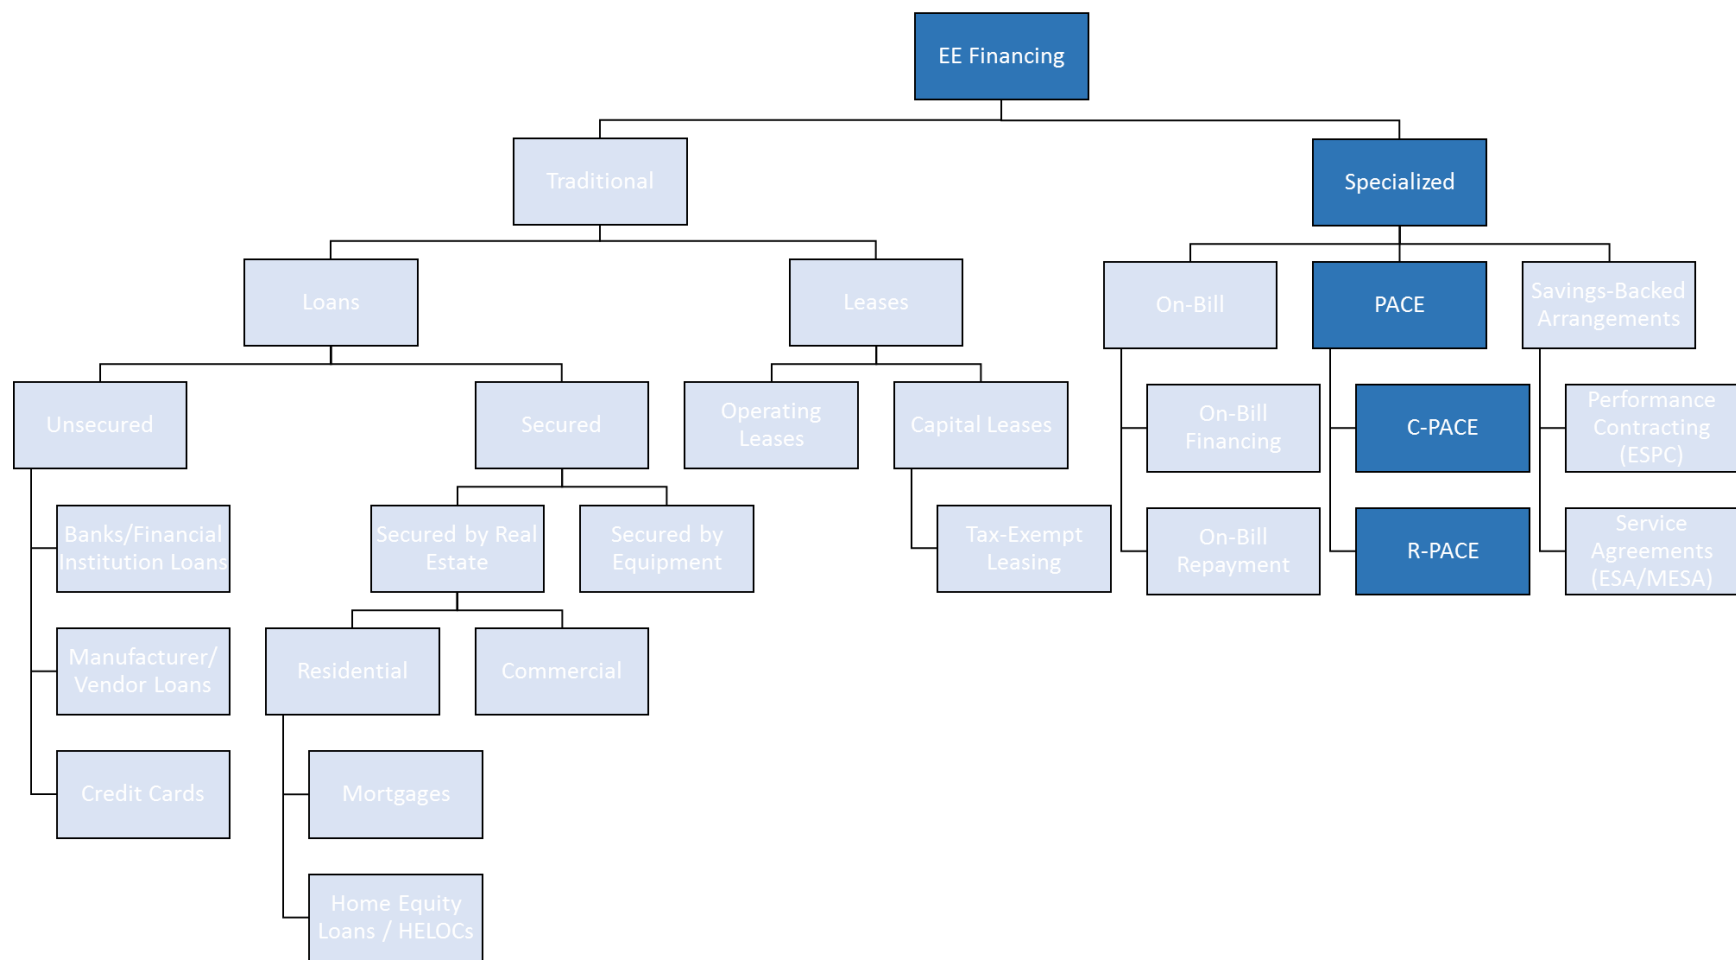 EE Financing
Traditional
Specialized
Loans
Leases
On-Bill
PACE
Savings-Backed
Arrangements
Unsecured
Secured
Operating
Leases
Capital Leases
On-Bill
Financing
C-PACE
Performance
Contracting
(ESPC)
Banks/Financial
Institution Loans
Secured by Real
Estate
Secured by
Equipment
Tax-Exempt
Leasing
On-Bill
Repayment
R-PACE
Service
Agreements
(ESA/MESA)
Manufacturer/
Vendor Loans
Residential
Commercial
Credit Cards
Mortgages
Home Equity
Loans / HELOCs